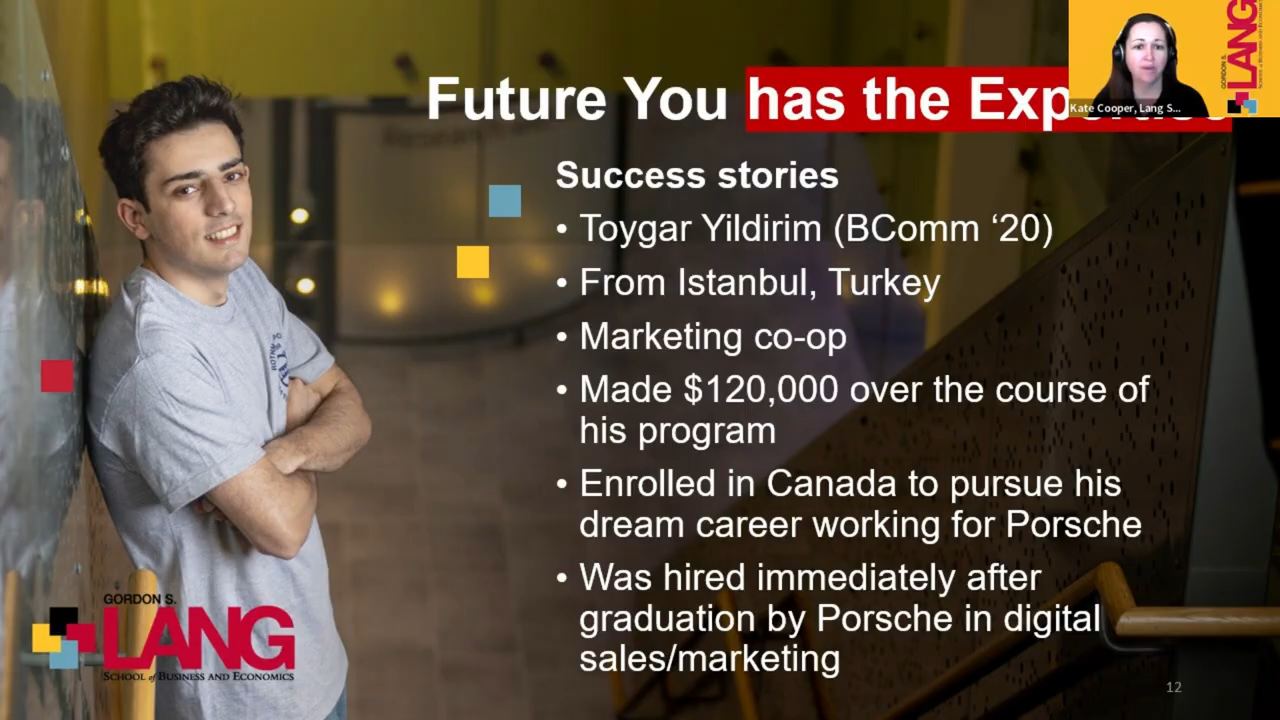 Future You has the Exp
Kate Cooper, Lang S...
GORDON S.
LANG
Success stories
• Toygar Yildirim (BComm ‘20)
• From Istanbul, Turkey
• Marketing co-op
• Made $120,000 over the course of
his program
• Enrolled in Canada to pursue his
dream career working for Porsche
• Was hired immediately after
graduation by Porsche in digital
sales/marketing
GORDON S.
LANG
SCHOOL of BUSINESS AND ECONOMICS
12